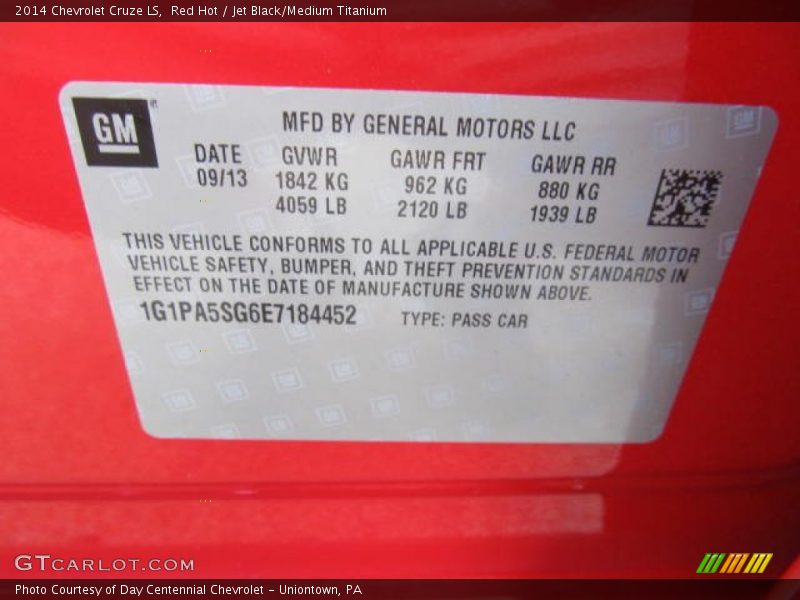 2014 Chevrolet Cruze LS,  Red Hot / Jet Black/Medium Titanium
GM
MFD BY GENERAL MOTORS LLC
DATE GVWR GAWR FRT GAWR RR
09/13 1842 KG 962 KG 880 KG
4059 LB 2120 LB 1939 LB
THIS VEHICLE CONFORMS TO ALL APPLICABLE U.S. FEDERAL MOTOR
VEHICLE SAFETY, BUMPER, AND THEFT PREVENTION STANDARDS IN
EFFECT ON THE DATE OF MANUFACTURE SHOWN ABOVE.
1G1PA5SG6E7184452 TYPE: PASS CAR
GTCARLOT.COM
Photo Courtesy of Day Centennial Chevrolet - Uniontown, PA